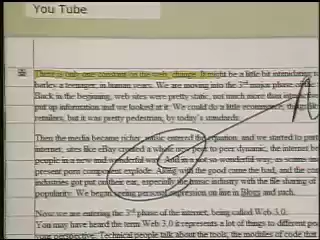 You Tube
There is only one constant on the web, change. It might be a little bit intimidating to
barley a teenager, in human years. We are moving into the 3rd major phase of the
Back in the beginning, web sites were pretty static, not much more than
put up information and we looked at it. We could do a little ecommerce,
retailers, but it was pretty pedestrian, by today's standards.
Then the media became richer, music entered the equation, and we started to
internet, sites like eBay created a whole new peer to peer dynamic, the internet
people in a new and wonderful way. And in a not so wonderful way, as
present porn component explode. Along with the good came the bad, and the
industries got put on their ear, especially the music industry with the file sharing of
popularity. We began seeing personal expression on line in Blogs and such.
Now we are entering the 3rd phase of the internet, being called Web 3.0.
You may have heard the term Web 3.0 it represents a lot of things to different
your perspective. Technical people talk about the tools, the modules of code that